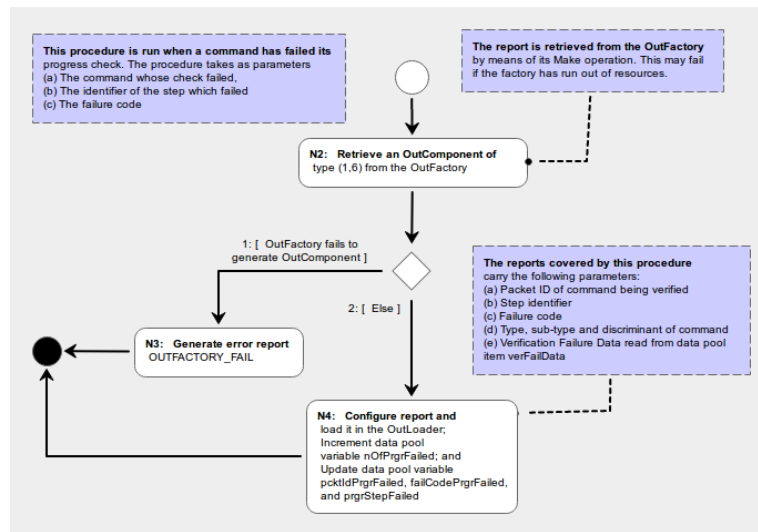 This procedure is run when a command has failed its
progress check. The procedure takes as parameters
(a) The command whose check failed,
(b) The identifier of the step which failed
(c) The failure code
The report is retrieved from the OutFactory
by means of its Make operation. This may fail
if the factory has run out of resources.
N2: Retrieve an OutComponent of
type (1,6) from the OutFactory
1: [ OutFactory fails to
generate OutComponent ]
2: [ Else ]
The reports covered by this procedure
carry the following parameters:
(a) Packet ID of command being verified
(b) Step identifier
(c) Failure code
(d) Type, sub-type and discriminant of command
(e) Verification Failure Data read from data pool
item verFailData
N3: Generate error report
OUTFACTORY_FAIL
N4: Configure report and
load it in the OutLoader;
Increment data pool
variable nOfPrgrFailed; and
Update data pool variable
pcktIdPrgrFailed, failCodePrgrFailed,
and prgrStepFailed